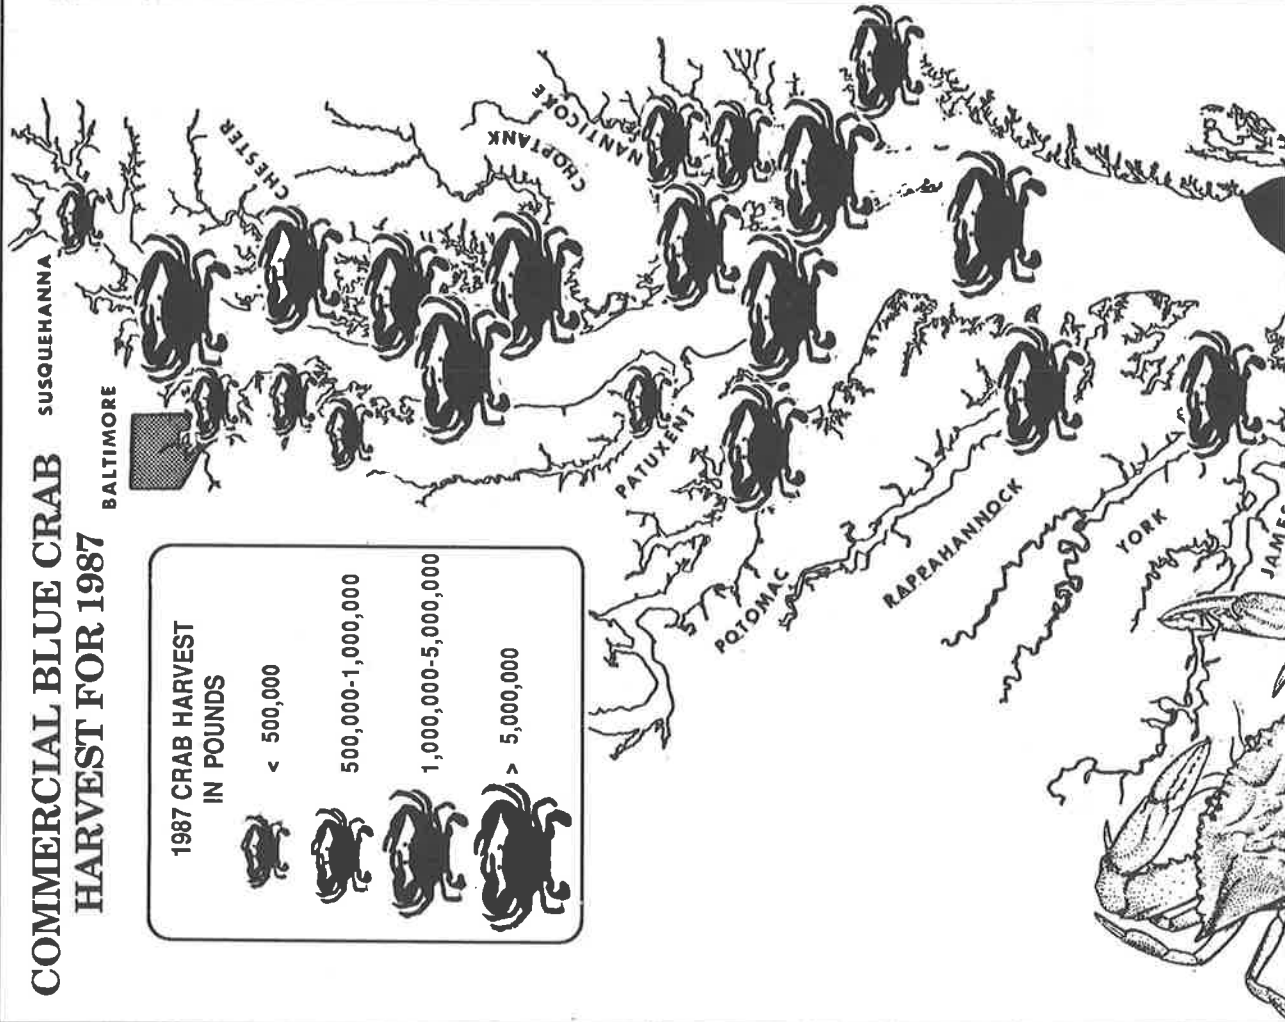 COMMERCIAL BLUE CRAB
HARVEST FOR 1987
SUSQUEHANNA
BALTIMORE
CHESTER
CHOPTANK
NANTICOKE
PATUXENT
POTOMAC
RAPPAHANNOCK
YORK
JAMES
1987 CRAB HARVEST
IN POUNDS
< 500,000
500,000-1,000,000
1,000,000-5,000,000
> 5,000,000